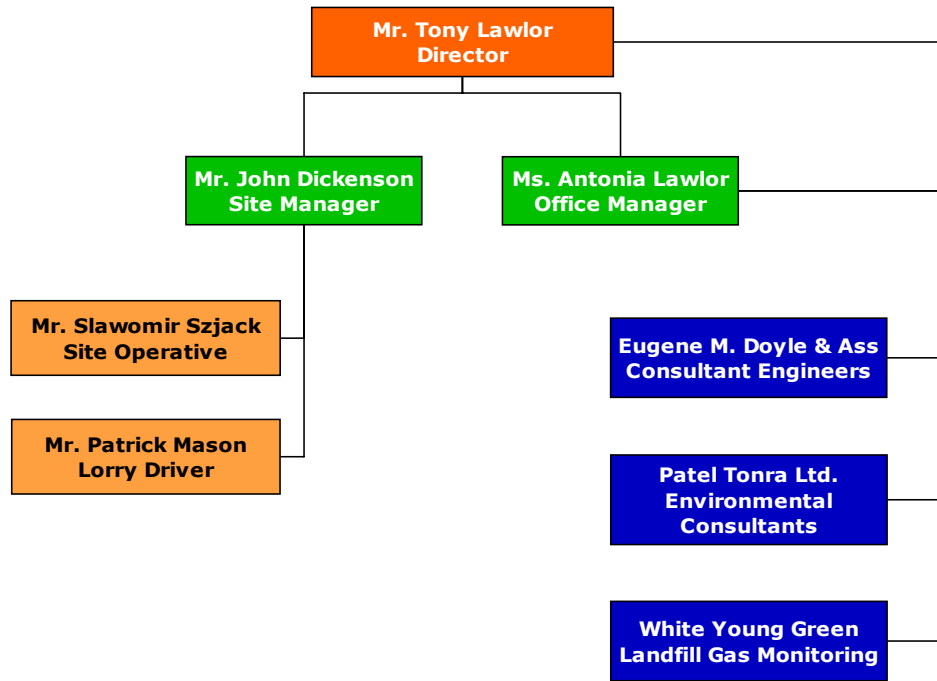 Mr. Tony Lawlor
Director
Mr. John Dickenson
Site Manager
Ms. Antonia Lawlor
Office Manager
Mr. Slawomir Szjack
Site Operative
Eugene M. Doyle & Ass
Consultant Engineers
Mr. Patrick Mason
Lorry Driver
Patel Tonra Ltd.
Environmental
Consultants
White Young Green
Landfill Gas Monitoring